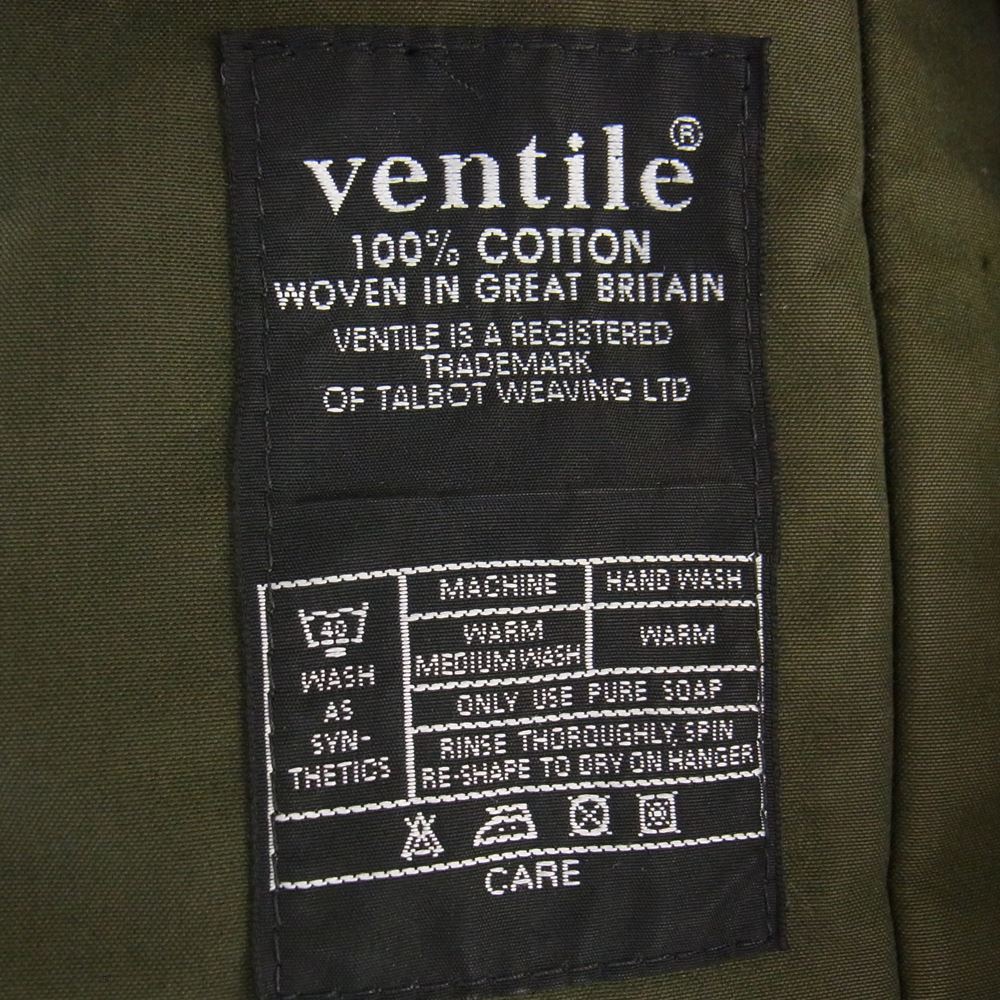 ventile®
100% COTTON
WOVEN IN GREAT BRITAIN
VENTILE IS A REGISTERED
TRADEMARK
OF TALBOT WEAVING LTD
40
WASH
AS
SYN-
THETICS
MACHINE
HAND WASH
WARM
MEDIUM WASH
WARM
ONLY USE PURE SOAP
RINSE THOROUGHLY, SPIN
RE-SHAPE TO DRY ON HANGER
CARE